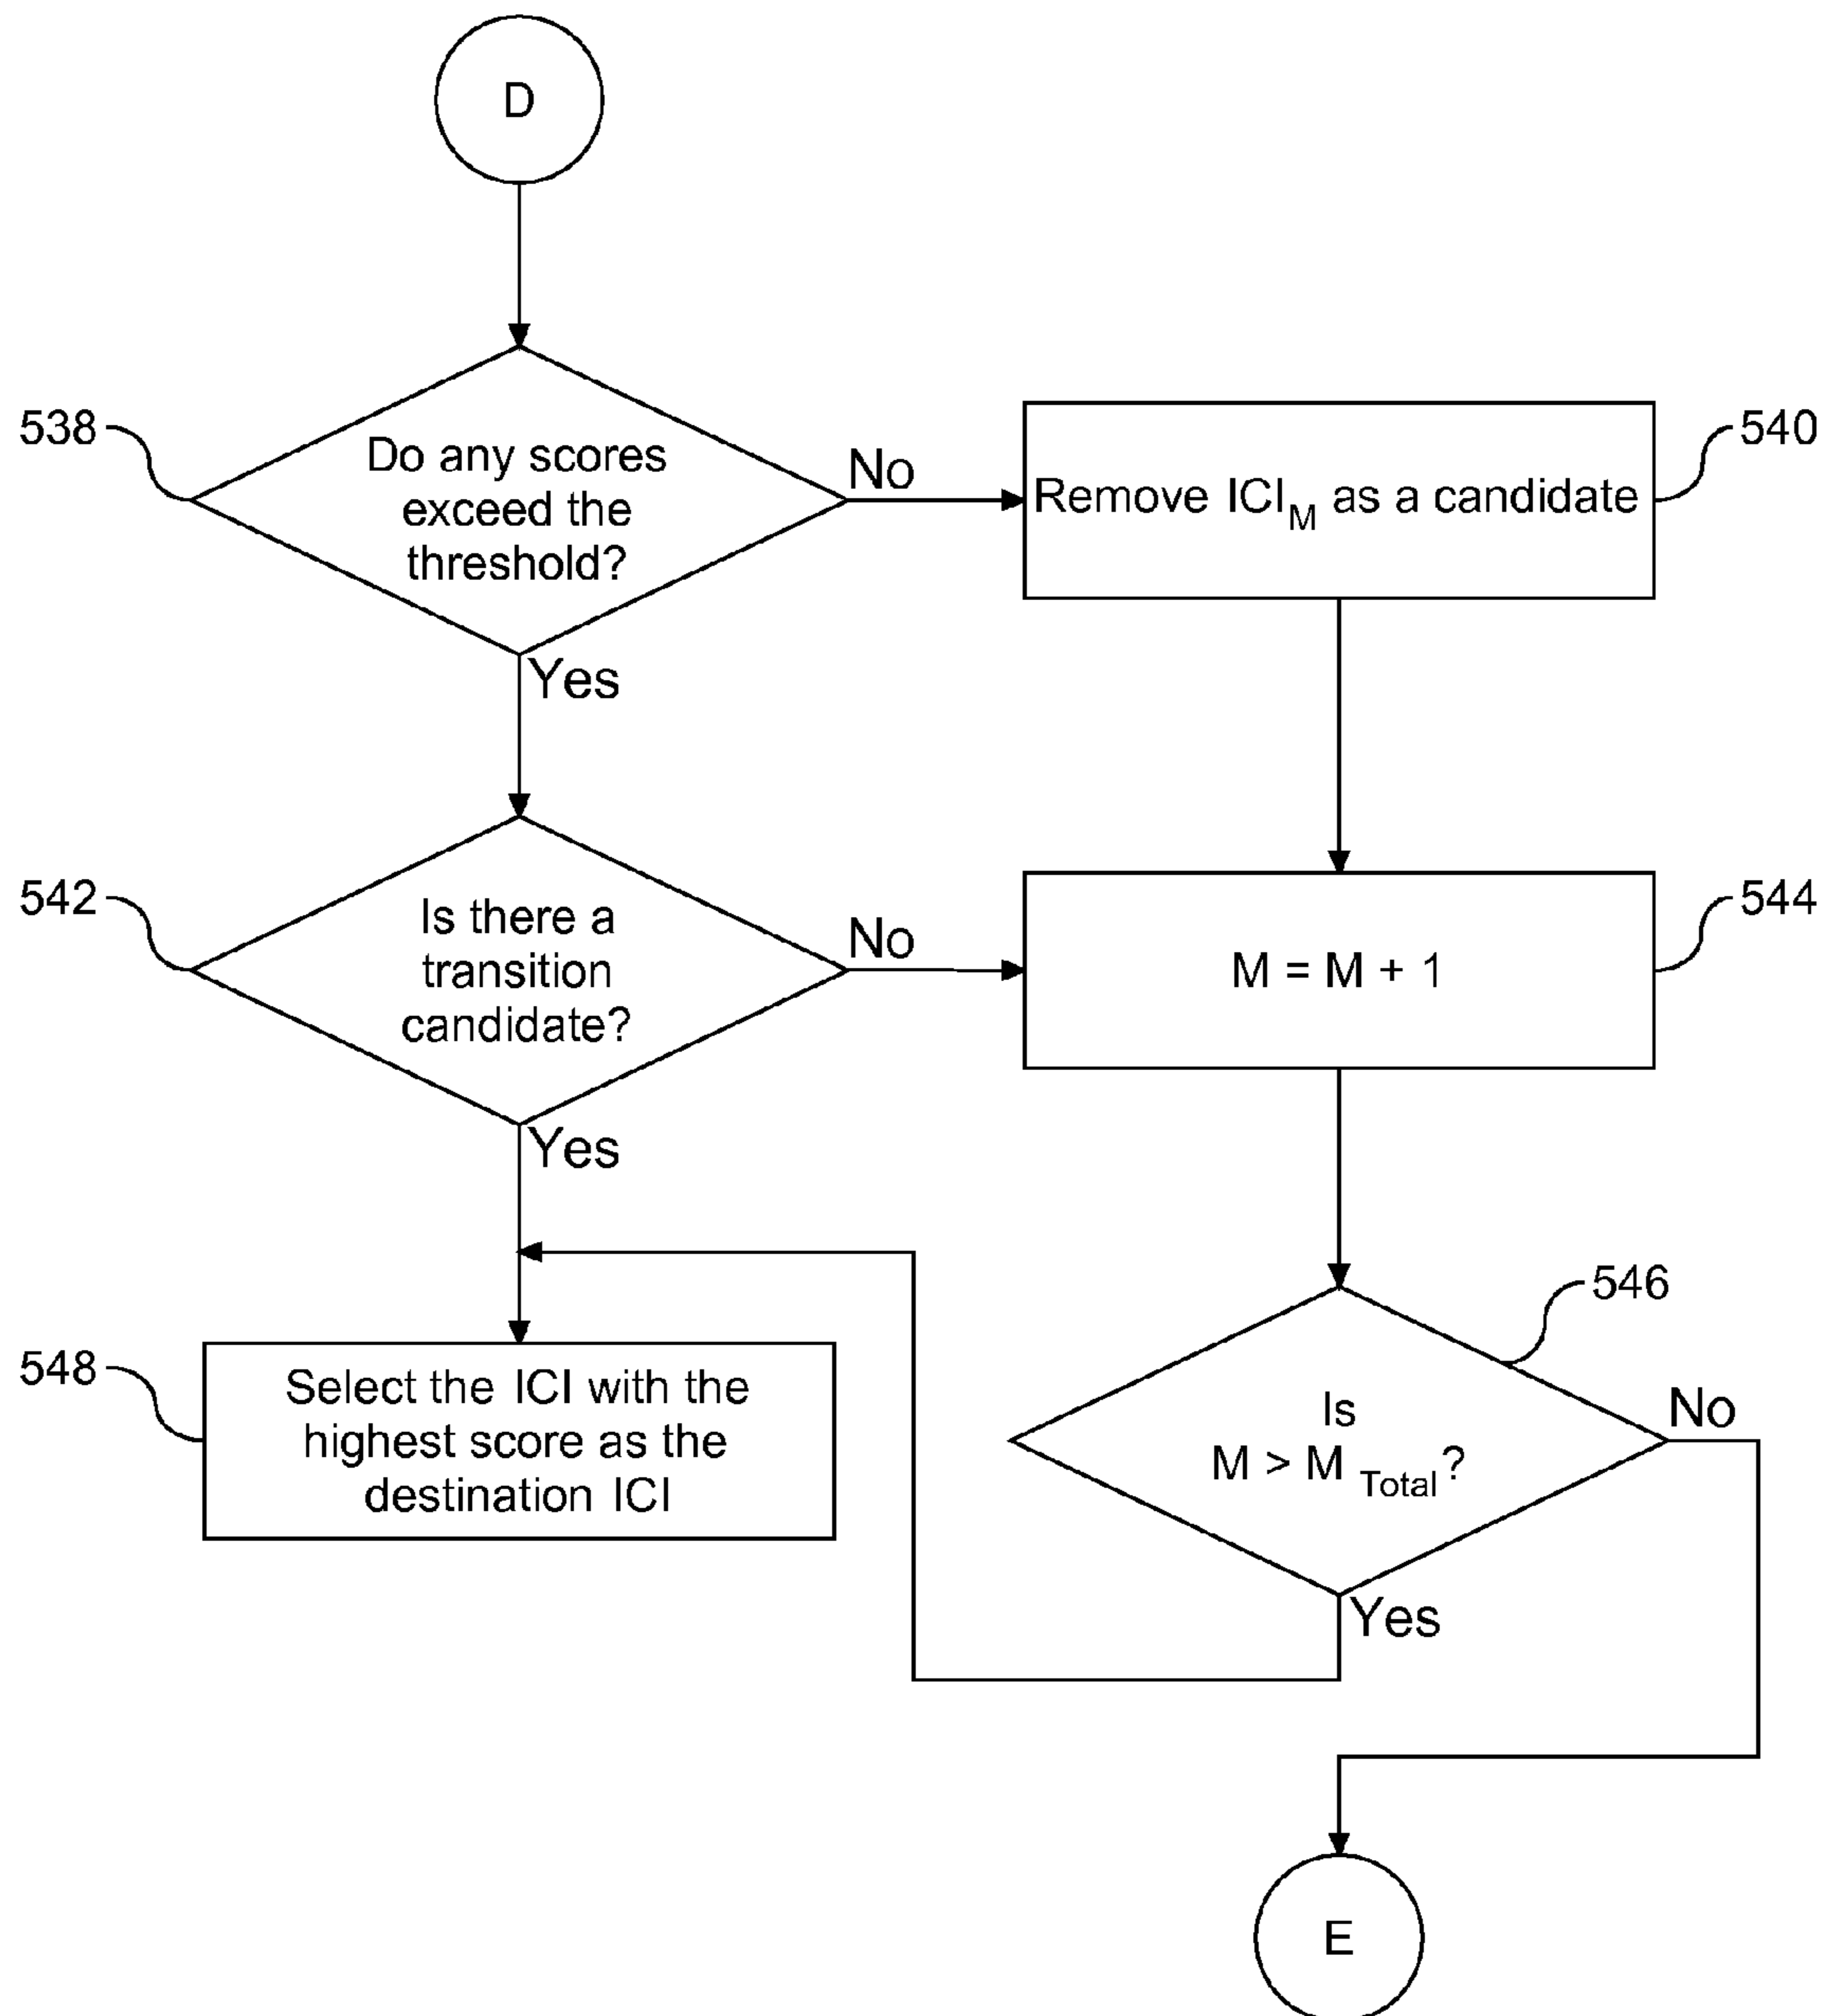 D
538
Do any scores
exceed the
threshold?
No
540
Remove ICI_M as a candidate
Yes
542
Is there a
transition
candidate?
No
544
M = M + 1
Yes
546
548
Select the ICI with the
highest score as the
destination ICI
Is
M > M Total ?
No
Yes
E